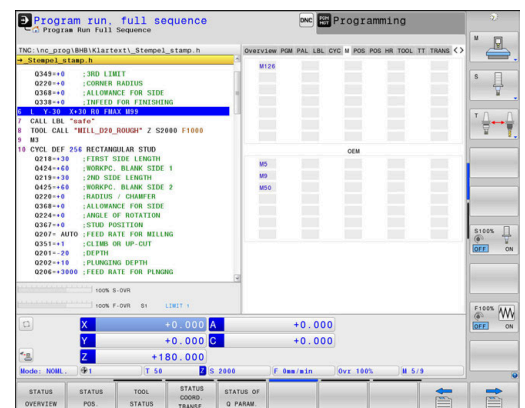 Program run, full sequence
Program Run Full Sequence
DNC
Programming
TNC:\nc_prog\BHB\Klartext\_Stempel_stamp.h
→_Stempel_stamp.h
Q349=+0 ;3RD LIMIT
Q220=+0 ;CORNER RADIUS
Q368=+0 ;ALLOWANCE FOR SIDE
Q338=+0 ;INFEED FOR FINISHING
6 L Y-30 X+30 R0 FMAX M99
7 CALL LBL "safe"
8 TOOL CALL "MILL_D20_ROUGH" Z S2000 F1000
9 M3
10 CYCL DEF 256 RECTANGULAR STUD
Q218=+30 ;FIRST SIDE LENGTH
Q424=+60 ;WORKPC. BLANK SIDE 1
Q219=+30 ;2ND SIDE LENGTH
Q425=+60 ;WORKPC. BLANK SIDE 2
Q220=+0 ;RADIUS / CHAMFER
Q368=+0 ;ALLOWANCE FOR SIDE
Q224=+0 ;ANGLE OF ROTATION
Q367=+0 ;STUD POSITION
Q207= AUTO ;FEED RATE FOR MILLNG
Q351=+1 ;CLIMB OR UP-CUT
Q201=-20 ;DEPTH
Q202=+10 ;PLUNGING DEPTH
Q206=+3000 ;FEED RATE FOR PLNGNG
Overview PGM PAL LBL CYC M POS POS HR TOOL TT TRANS
M126
OEM
M5
M9
M50
M
S
T
S100%
OFF ON
F100%
OFF ON
100% S-OVR
100% F-OVR S1 LIMIT 1
X +0.000 A +0.000
Y +0.000 C +0.000
Z +180.000
Mode: NOML. 1 T 50 Z S 2000 F 0mm/min Ovr 100% M 5/9
STATUS OVERVIEW
STATUS POS.
TOOL STATUS
STATUS COORD. TRANSF.
STATUS OF Q PARAM.